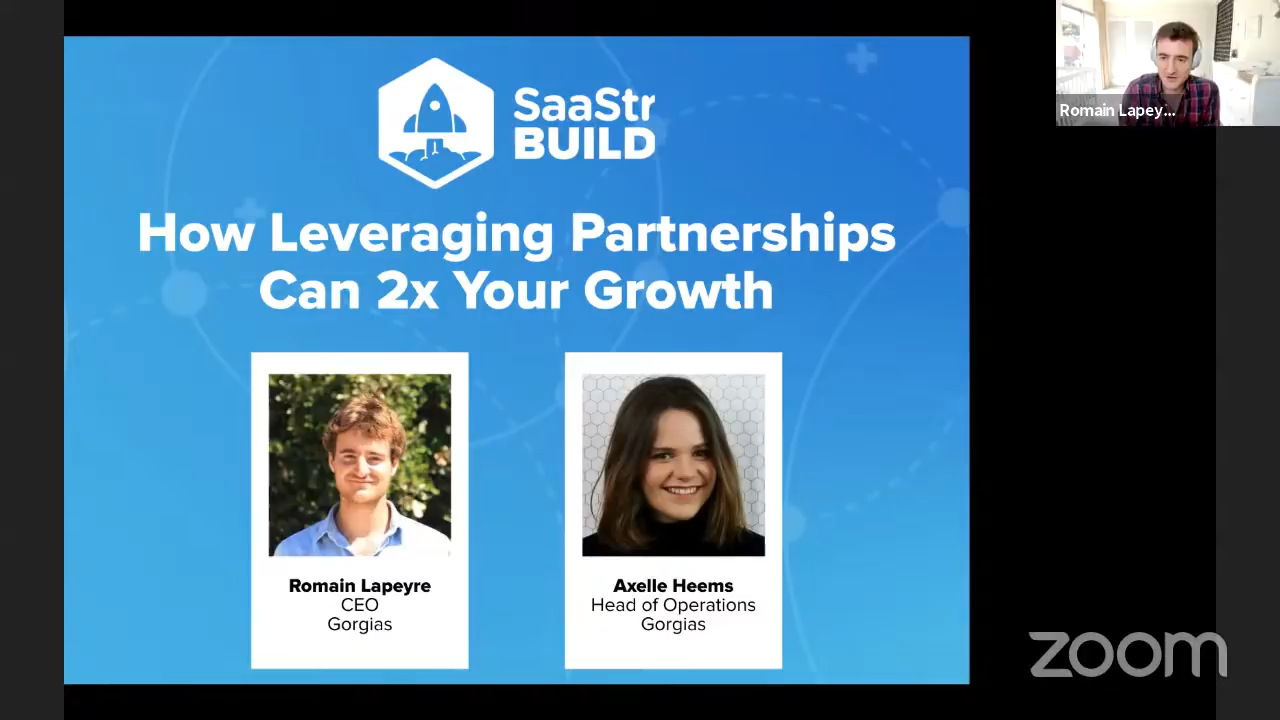 SaaStr
BUILD
How Leveraging Partnerships
Can 2x Your Growth
Romain Lapeyre
CEO
Gorgias
Axelle Heems
Head of Operations
Gorgias
Romain Lapey...
zoom